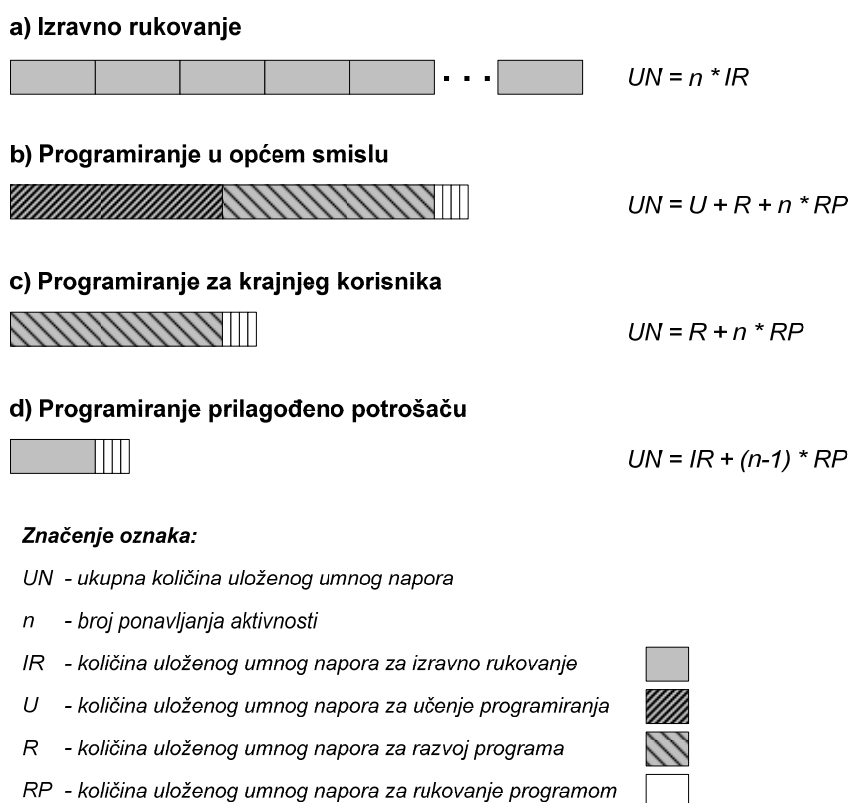 a) Izravno rukovanje
. . .
UN = n * IR
b) Programiranje u općem smislu
UN = U + R + n * RP
c) Programiranje za krajnjeg korisnika
UN = R + n * RP
d) Programiranje prilagođeno potrošaču
UN = IR + (n-1) * RP
Značenje oznaka:
UN - ukupna količina uloženog umnog napora
n - broj ponavljanja aktivnosti
IR - količina uloženog umnog napora za izravno rukovanje
U - količina uloženog umnog napora za učenje programiranja
R - količina uloženog umnog napora za razvoj programa
RP - količina uloženog umnog napora za rukovanje programom